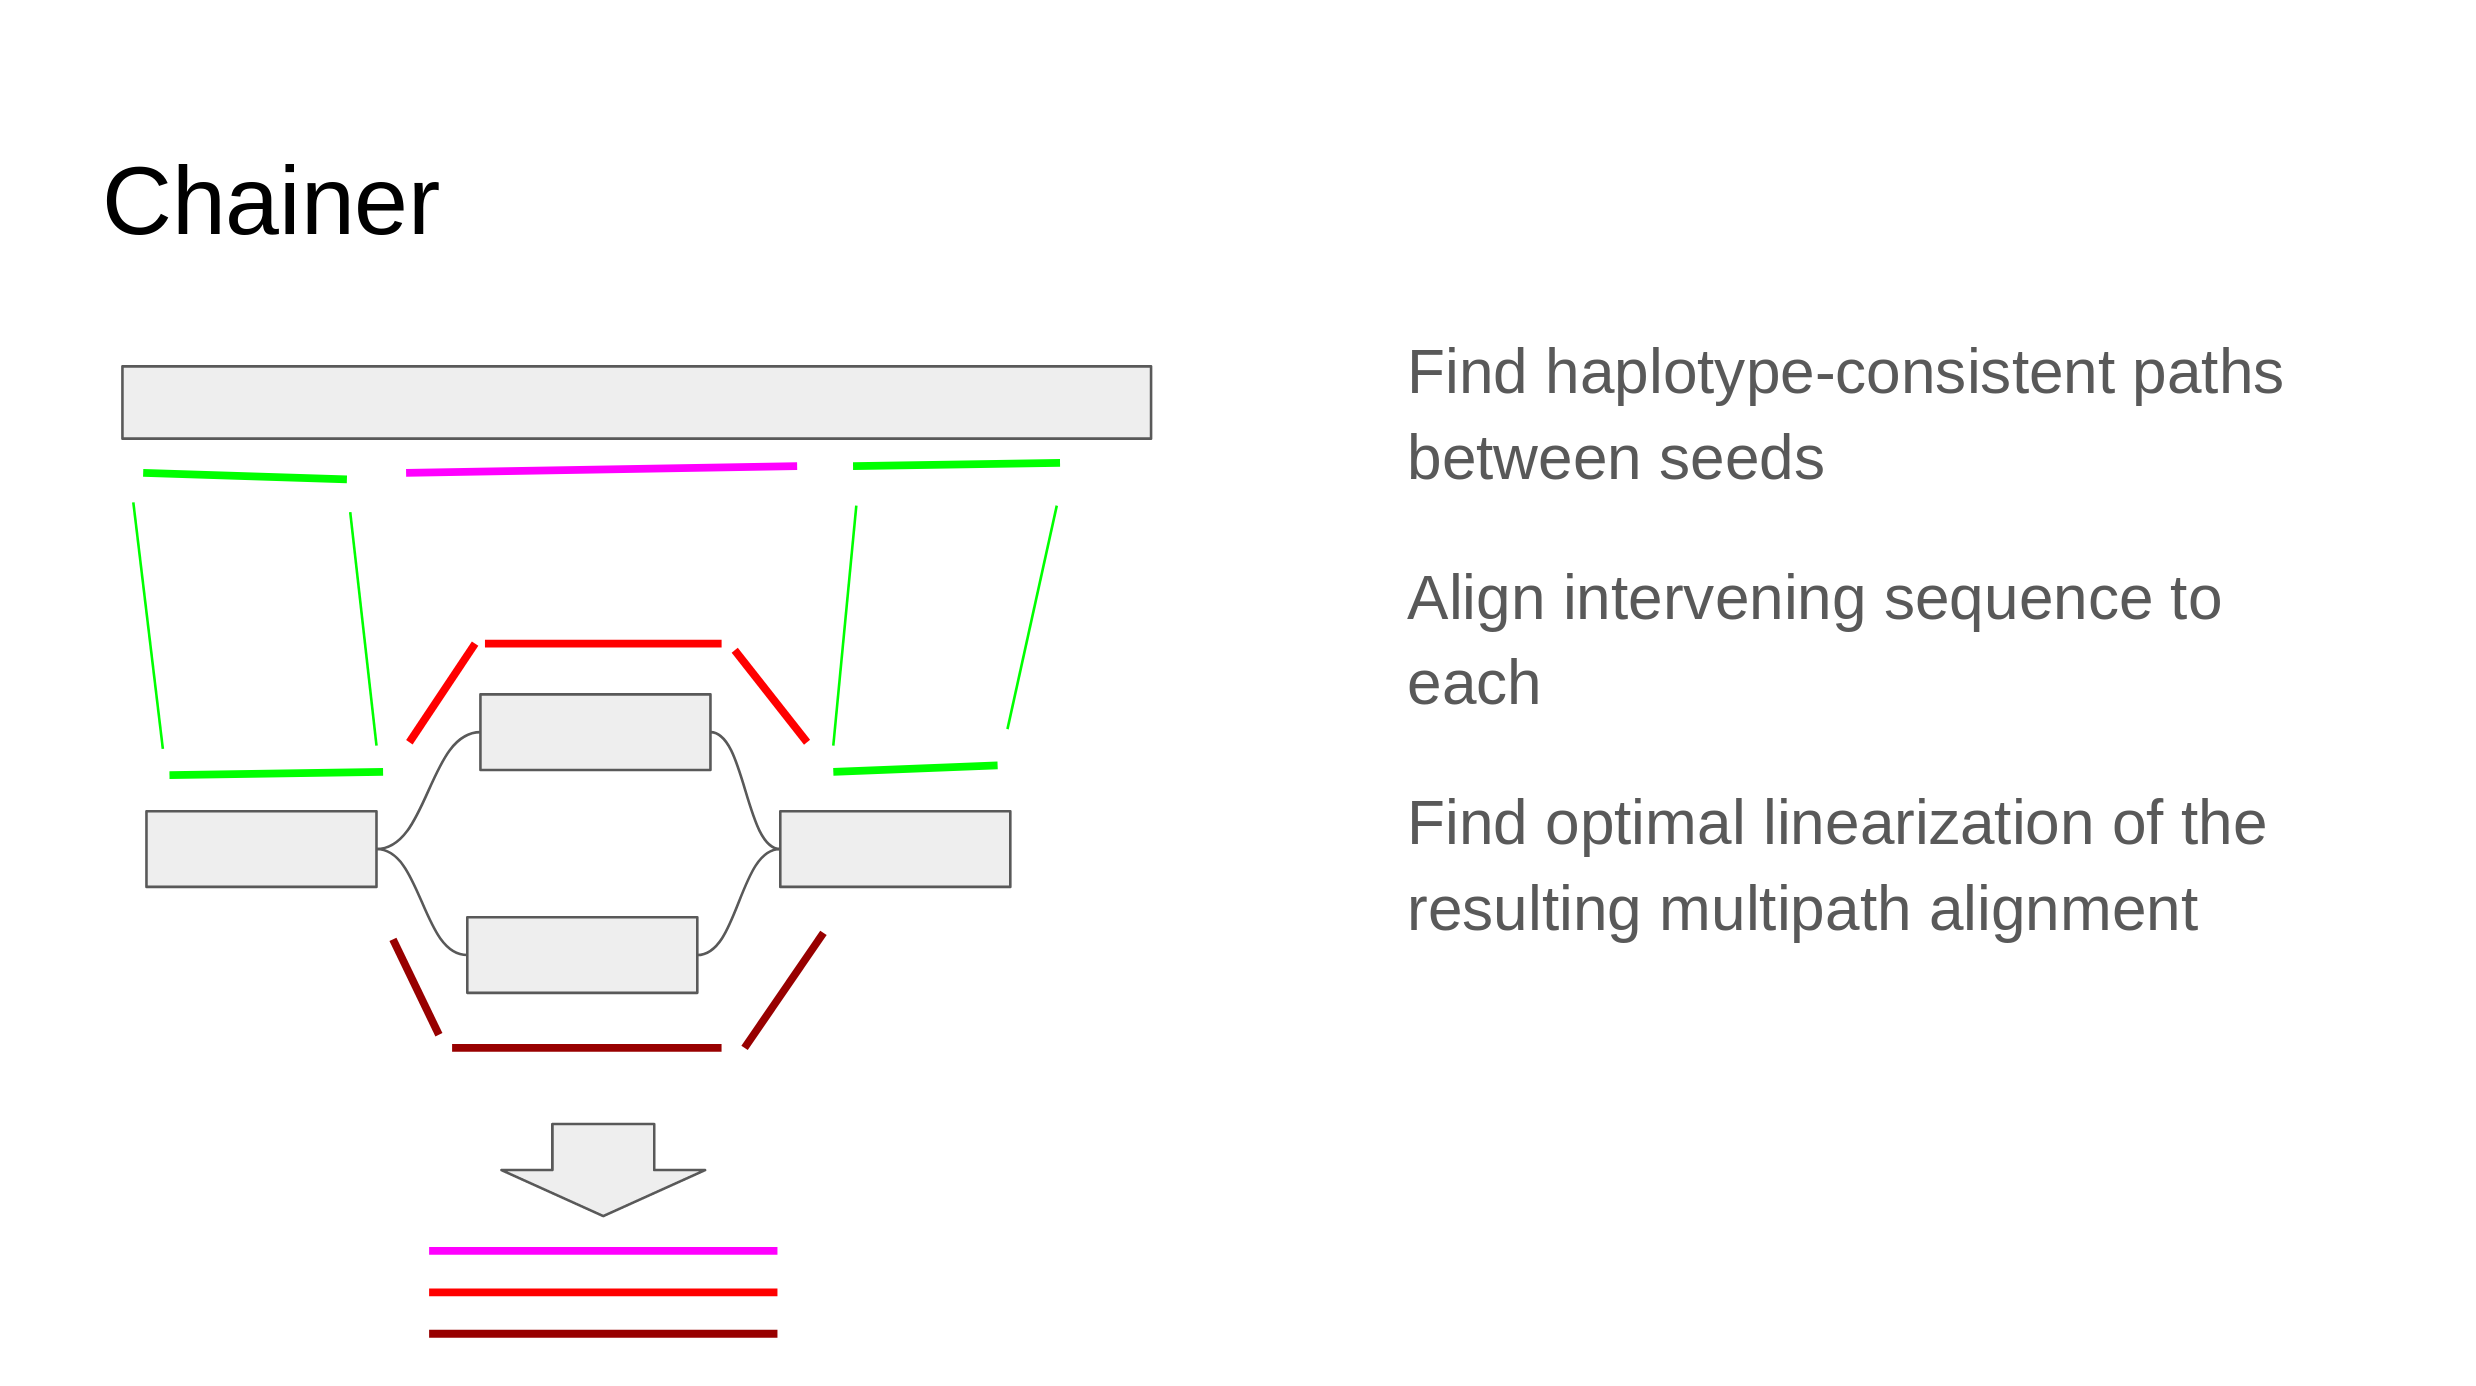 Chainer
Find haplotype-consistent paths
between seeds
Align intervening sequence to
each
Find optimal linearization of the
resulting multipath alignment